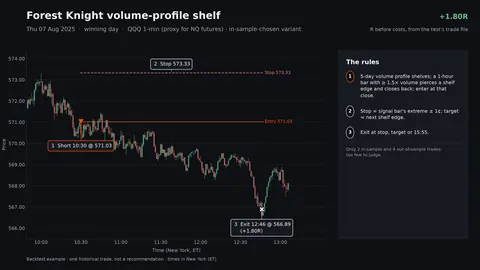 Forest Knight volume-profile shelf
+1.80R
Thu 07 Aug 2025 · winning day · QQQ 1-min (proxy for NQ futures) · in-sample-chosen variant
R before costs, from the test's trade file
574.00
573.00
572.00
571.00
570.00
569.00
568.00
567.00
566.00
Price
2 Stop 573.33
Stop 573.33
Entry 571.03
1 Short 10:30 @ 571.03
3 Exit 12:46 @ 566.89
(+1.80R)
10:00
10:30
11:00
11:30
12:00
12:30
13:00
Time (New York, ET)
The rules
1 5-day volume profile shelves; a 1-hour
bar with ≥ 1.5× volume pierces a shelf
edge and closes back; enter at that
close.
2 Stop = signal bar's extreme ± 1¢; target
= next shelf edge.
3 Exit at stop, target or 15:55.
Only 2 in-sample and 4 out-of-sample trades:
too few to judge.
Backtest example · one historical trade, not a recommendation · times in New York (ET)